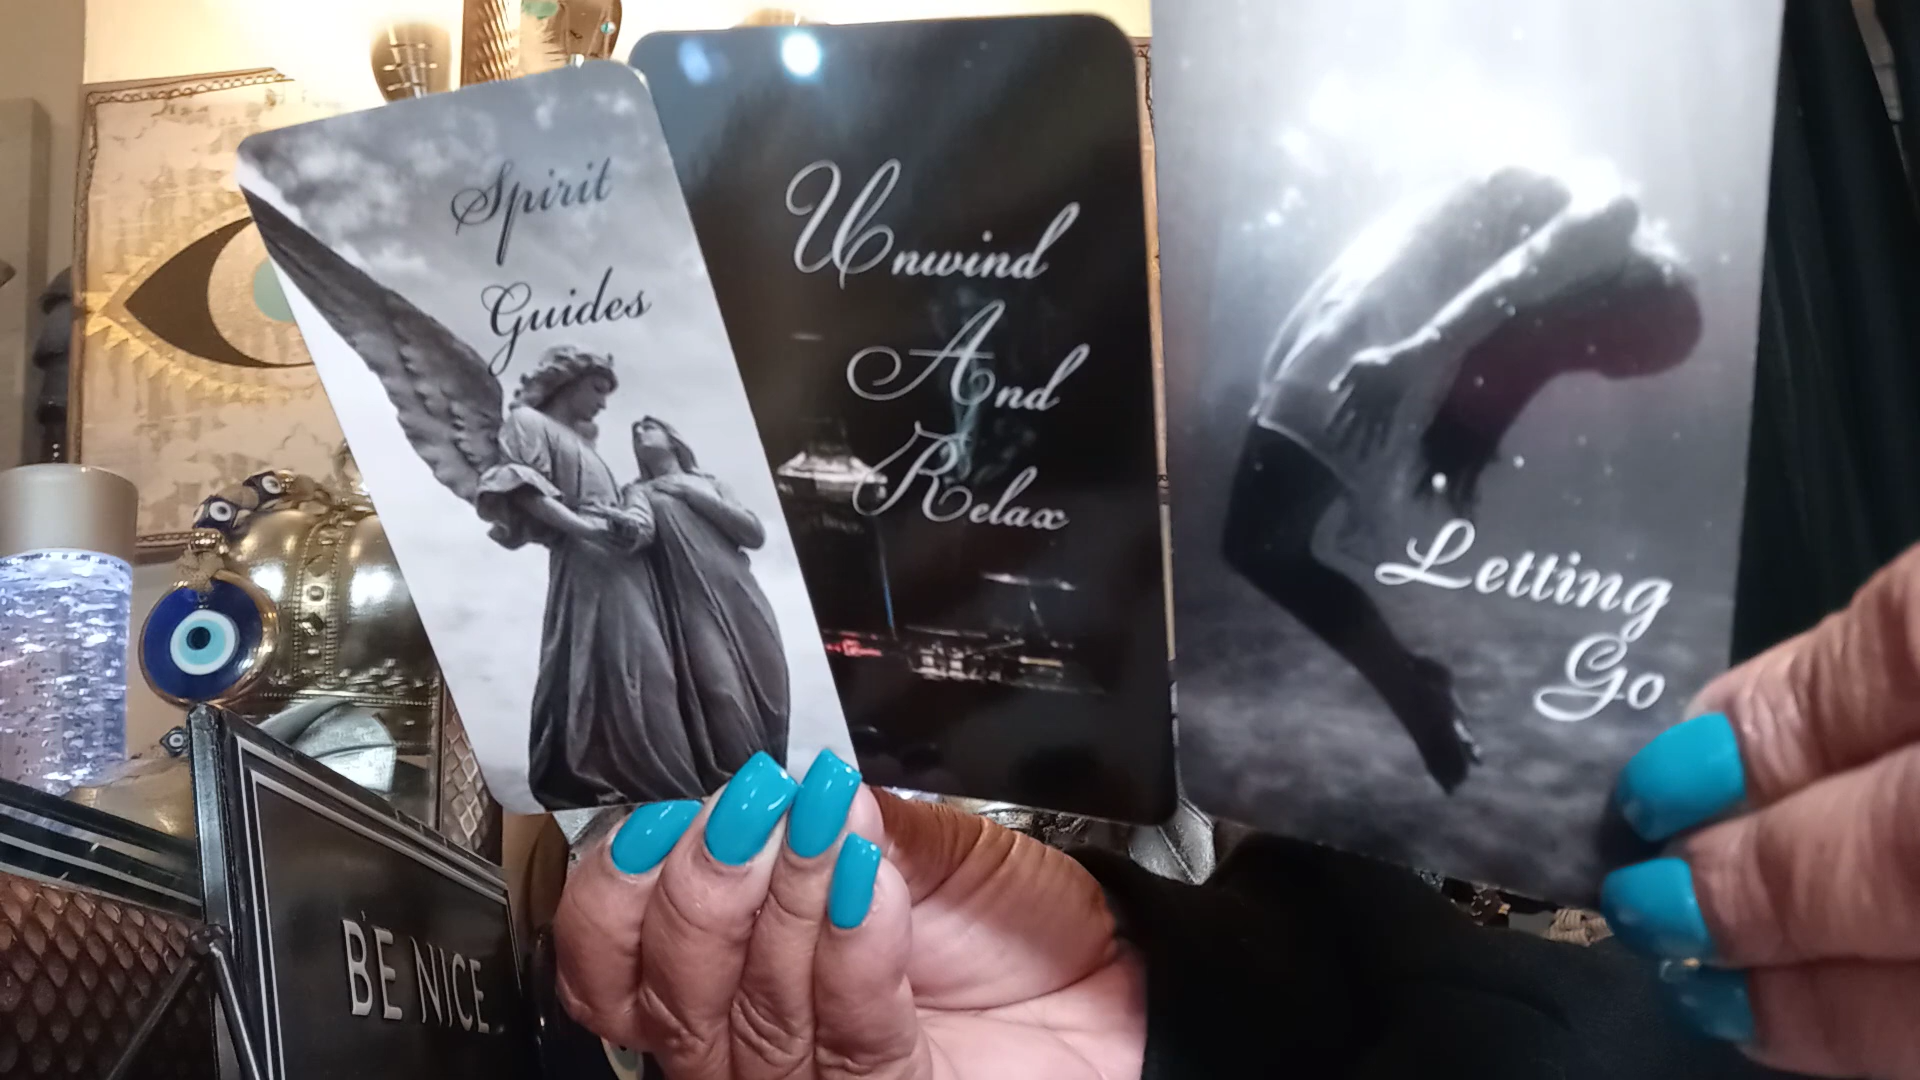 Spirit
Guides
Unwind
And
Relax
Letting
Go
BE NICE